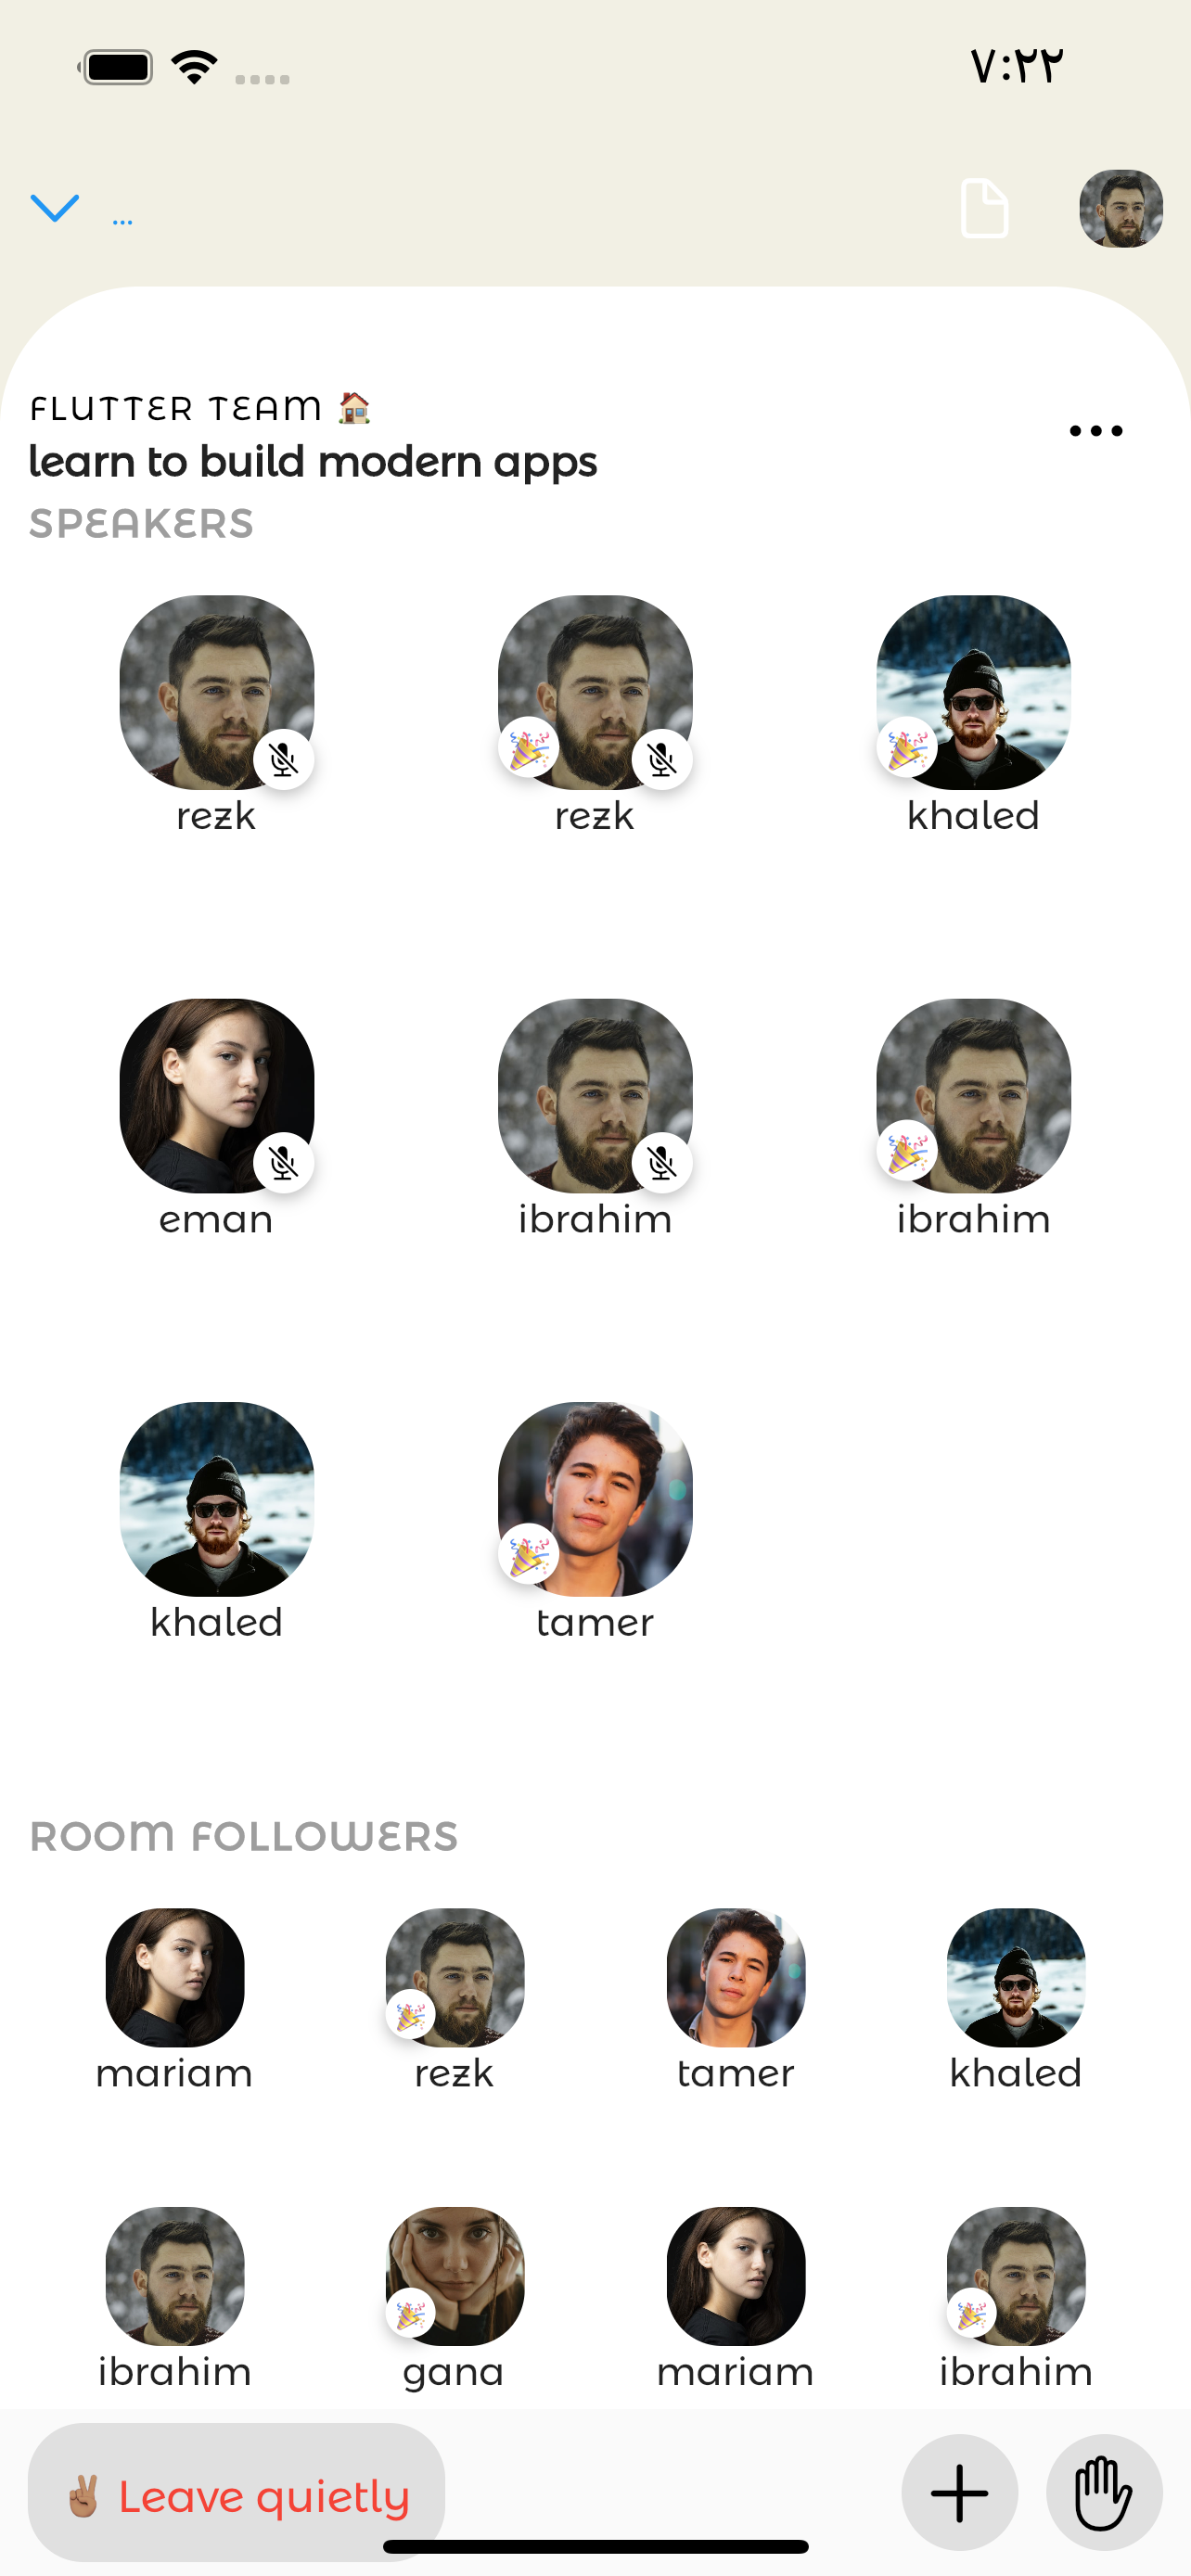 ٧:٢٢
...
FLUTTER TEAM 🏠
learn to build modern apps
SPEAKERS
rezk rezk khaled
eman ibrahim ibrahim
khaled tamer
ROOM FOLLOWERS
mariam rezk tamer khaled
ibrahim gana mariam ibrahim
✌🏽 Leave quietly